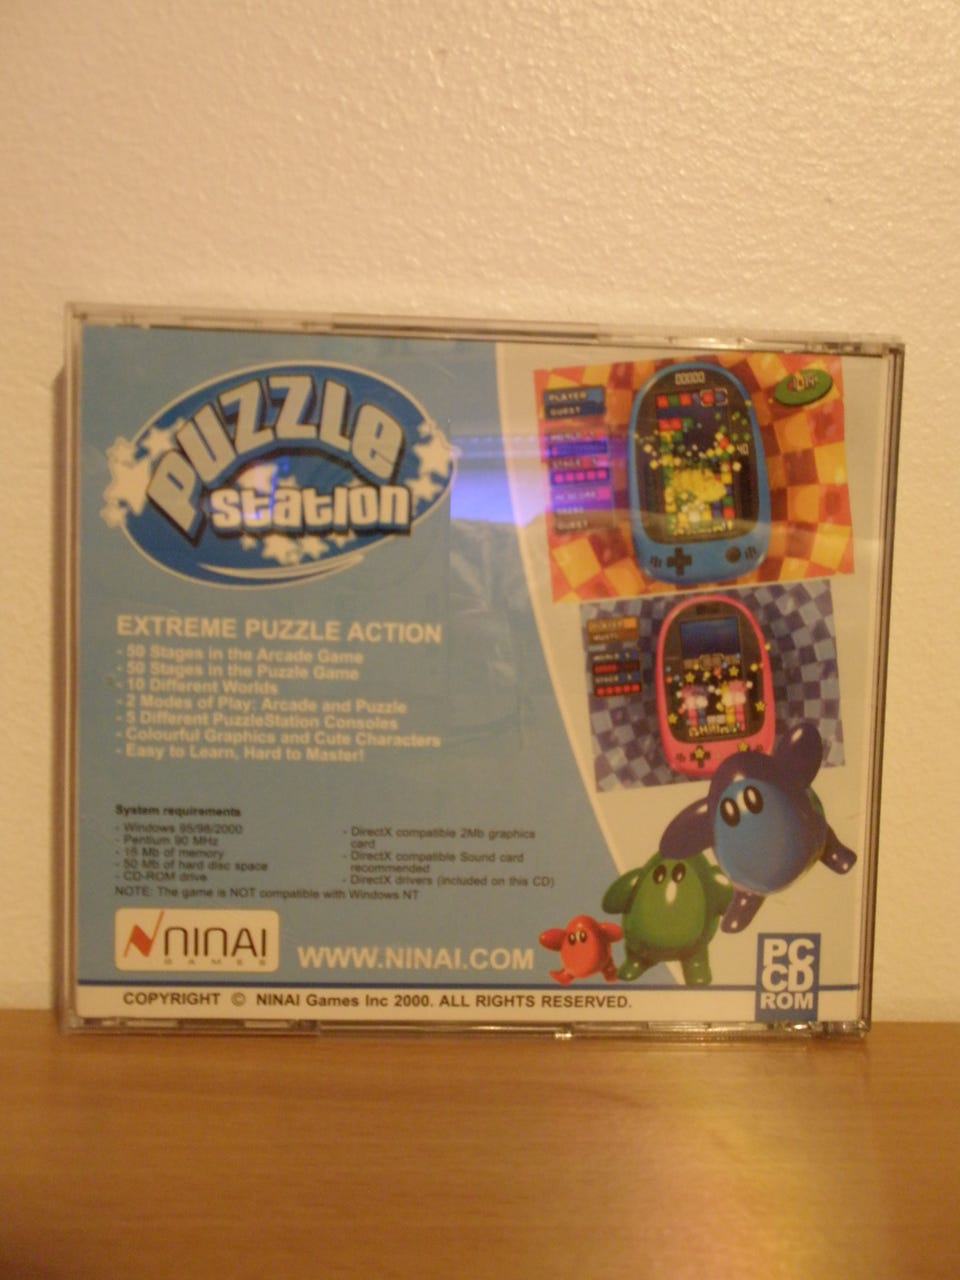 PUZZLE
station
EXTREME PUZZLE ACTION
- 50 Stages in the Arcade Game
- 50 Stages in the Puzzle Game
- 10 Different Worlds
- 2 Modes of Play: Arcade and Puzzle
- 5 Different PuzzleStation Consoles
- Colourful Graphics and Cute Characters
- Easy to Learn, Hard to Master!
System requirements
- Windows 95/98/2000
- Pentium 90 MHz
- 16 Mb of memory
- 50 Mb of hard disc space
- CD-ROM drive
- DirectX compatible 2Mb graphics
card
- DirectX compatible Sound card
recommended
- DirectX drivers (included on this CD)
NOTE: The game is NOT compatible with Windows NT
NINAI
GAMES
WWW.NINAI.COM
COPYRIGHT © NINAI Games Inc 2000. ALL RIGHTS RESERVED.
PC
CD
ROM
PLAYER
GUEST
00000
STAGE
GUEST